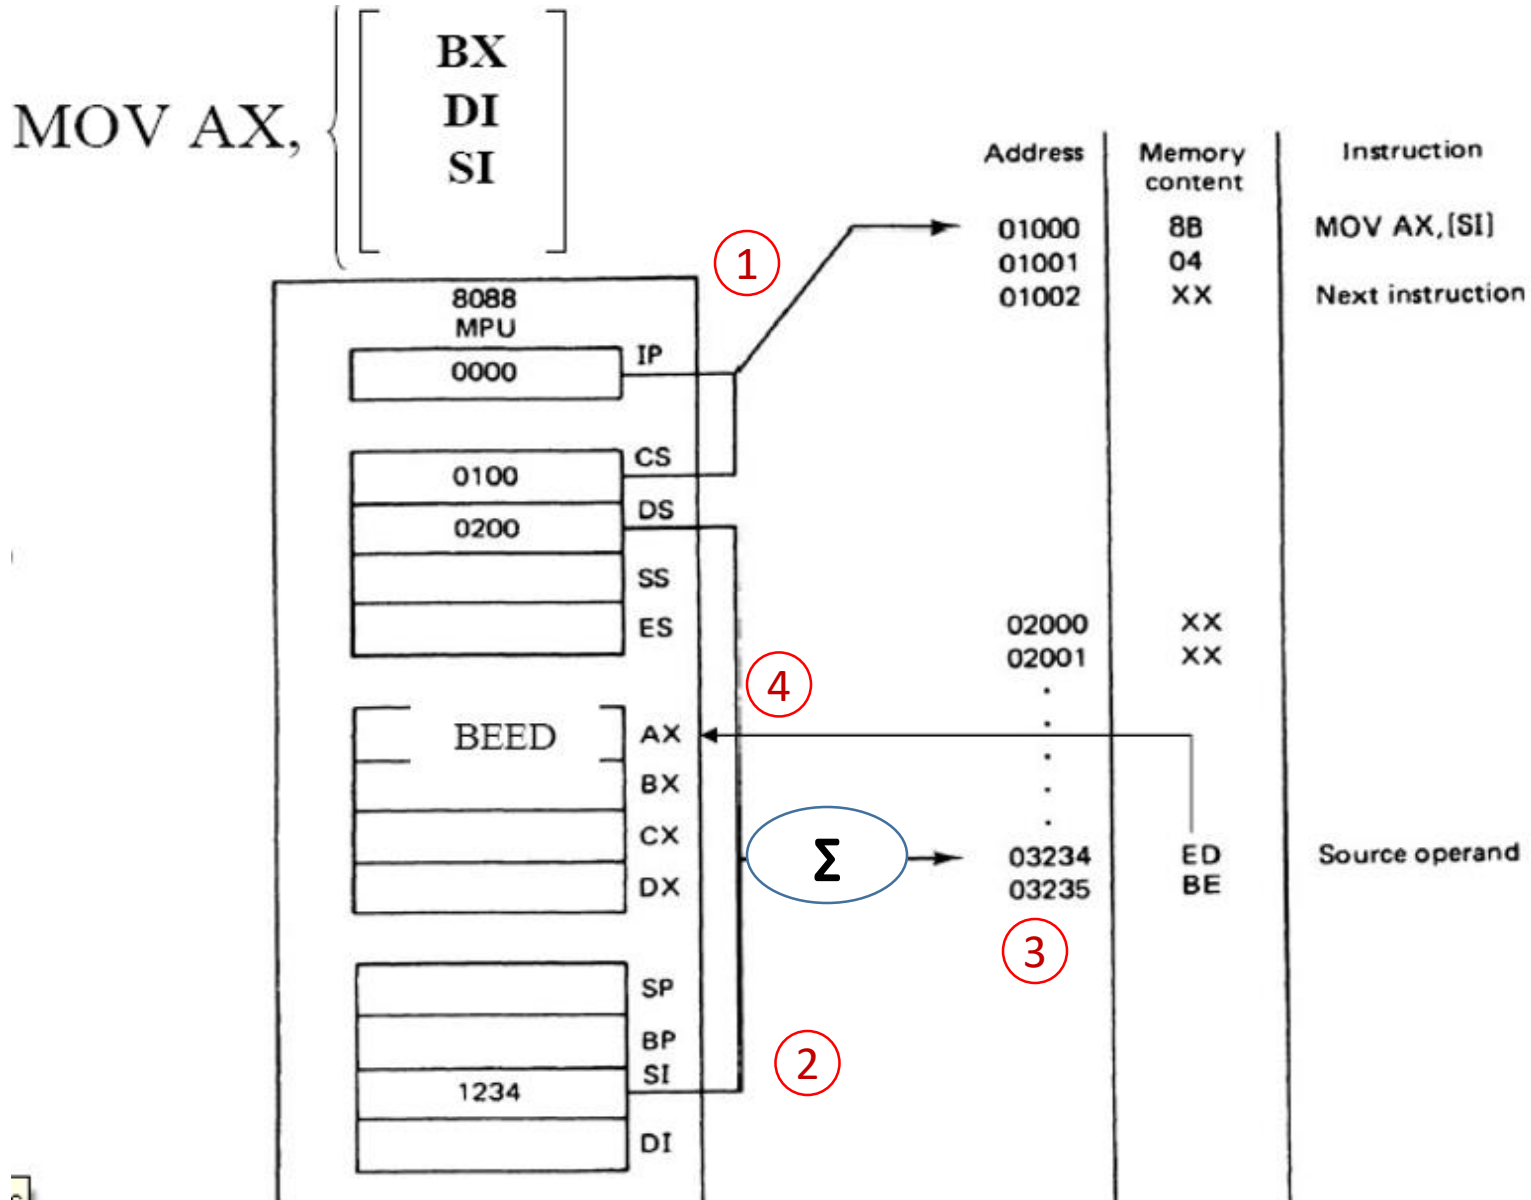 BX
DI
SI
MOV AX,
Address Memory content Instruction
01000 8B MOV AX,[SI]
01001 04
01002 XX Next instruction
1
8088
MPU
IP
0000
CS
0100
DS
0200
SS
ES
02000 XX
02001 XX
4
BEED AX
BX
CX
DX
Σ
03234 ED Source operand
03235 BE
3
SP
BP
SI
1234
2
DI